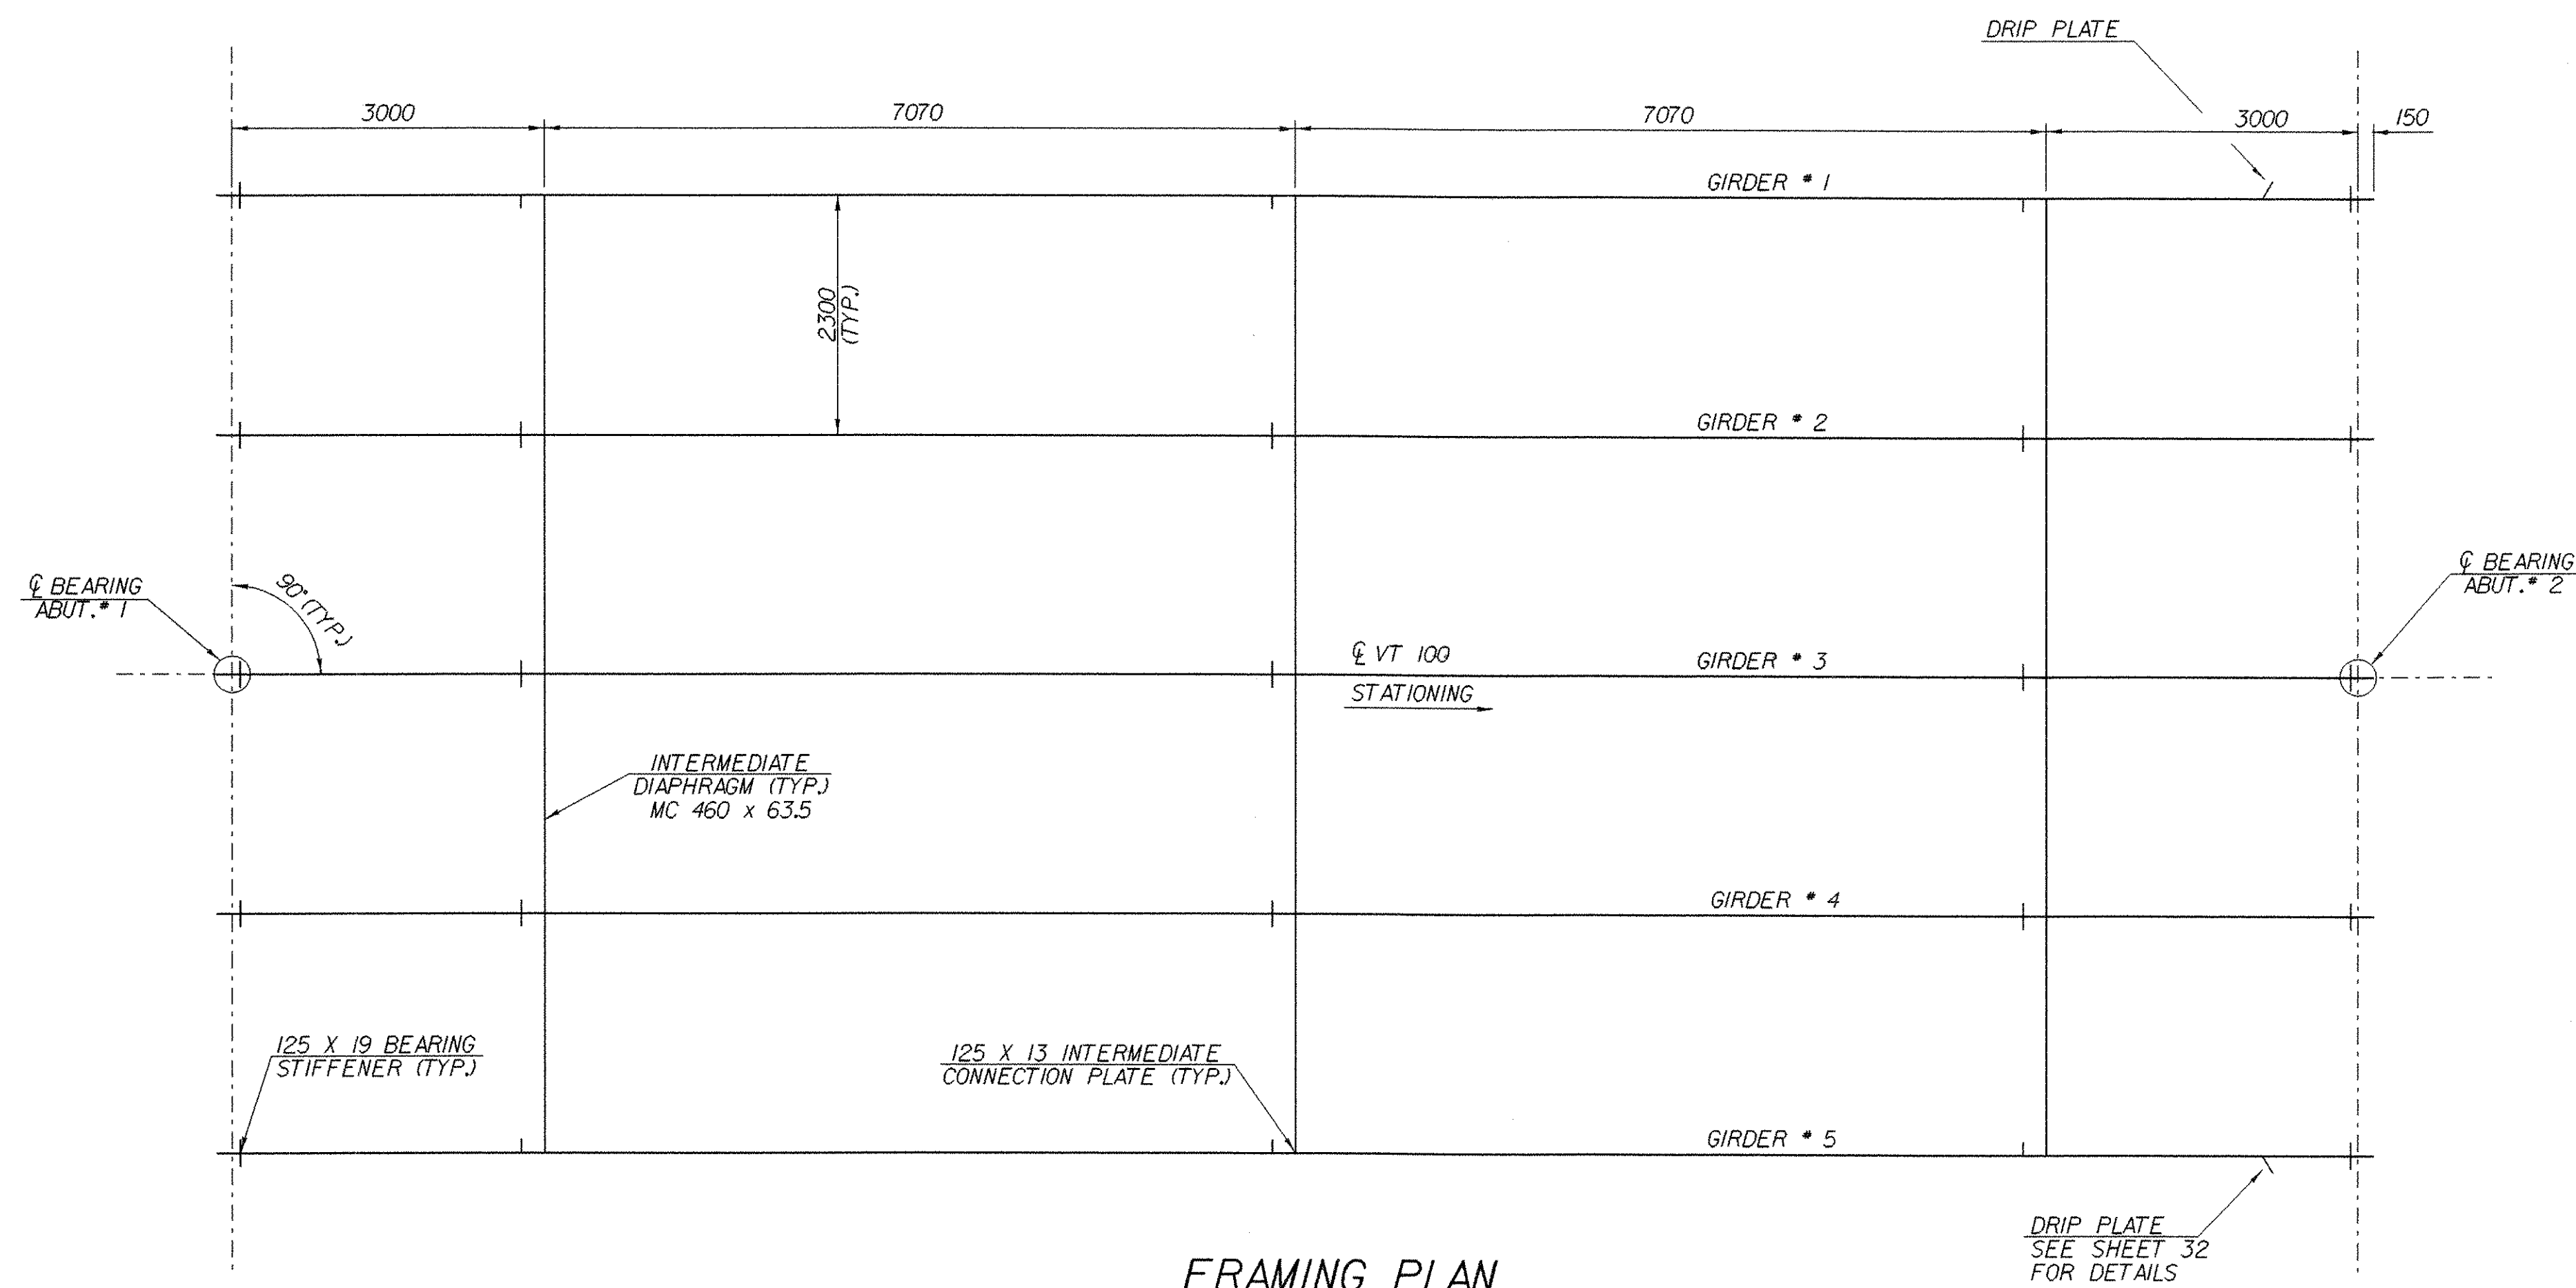 DRIP PLATE
3000
7070
7070
3000
150
GIRDER # 1
2300
(TYP.)
GIRDER # 2
℄ BEARING
ABUT. # 1
90° (TYP.)
℄ VT 100
GIRDER # 3
STATIONING
℄ BEARING
ABUT. # 2
INTERMEDIATE
DIAPHRAGM (TYP.)
MC 460 x 63.5
GIRDER # 4
125 X 19 BEARING
STIFFENER (TYP.)
125 X 13 INTERMEDIATE
CONNECTION PLATE (TYP.)
GIRDER # 5
DRIP PLATE
SEE SHEET 32
FOR DETAILS
FRAMING PLAN